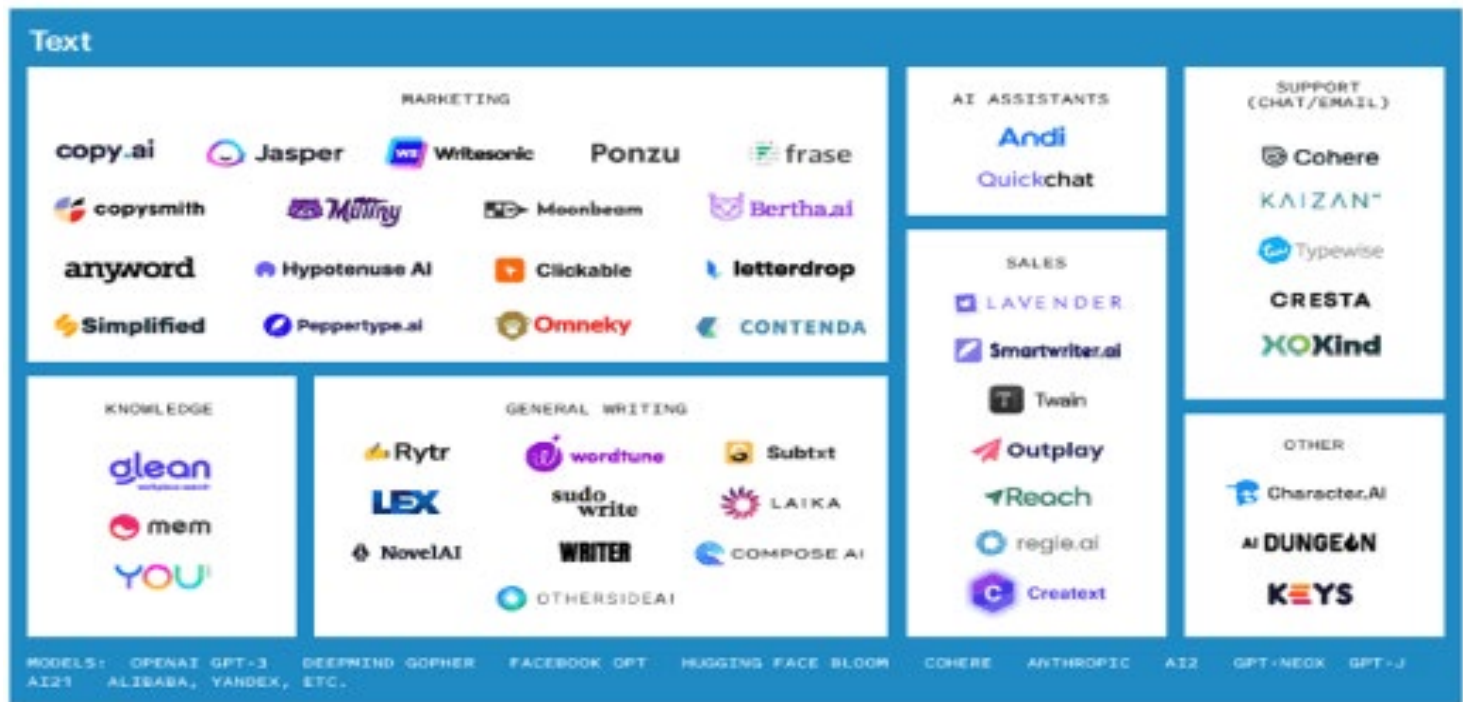 Text
MARKETING
copy.ai Jasper Writesonic Ponzu frase
copysmith Mutiny Moonbeam Bertha.ai
anyword Hypotenuse AI Clickable letterdrop
Simplified Peppertype.ai Omneky CONTENDA
AI ASSISTANTS
Andi
Quickchat
SUPPORT
(CHAT/EMAIL)
Cohere
KAIZAN
Typewise
CRESTA
XOKind
SALES
LAVENDER
Smartwriter.ai
Twain
Outplay
Reach
regie.ai
Creatext
KNOWLEDGE
glean
mem
YOU
GENERAL WRITING
Rytr wordtune Subtxt
LEX sudo write LAIKA
NovelAI WRITER COMPOSE AI
OTHERSIDEAI
OTHER
Character.AI
AI DUNGEON
KEYS
MODELS: OPENAI GPT-3 DEEPMIND GOPHER FACEBOOK OPT HUGGING FACE BLOOM COHERE ANTHROPIC AI2 GPT-NEOX GPT-J
AI21 ALIBABA, YANDEX, ETC.